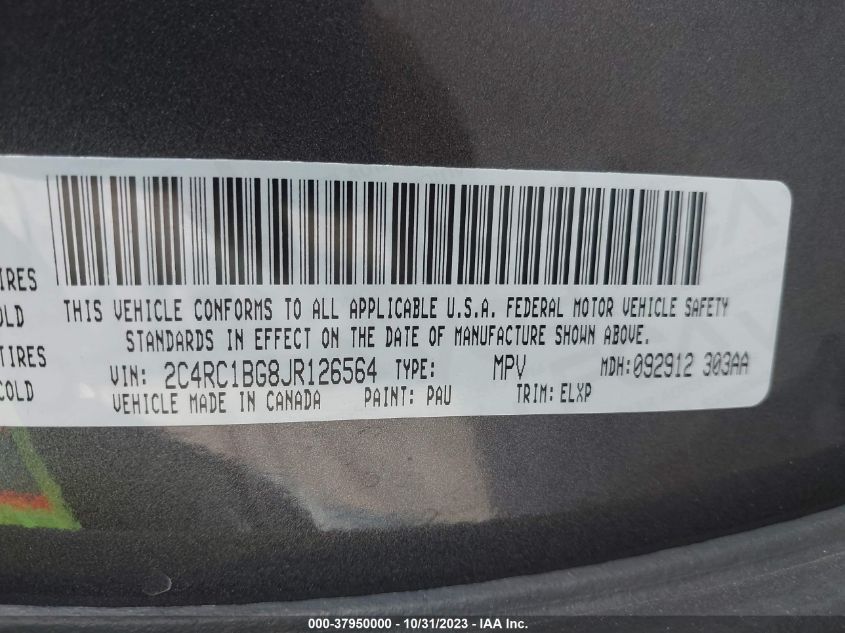 TIRES
COLD
THIS VEHICLE CONFORMS TO ALL APPLICABLE U.S.A. FEDERAL MOTOR VEHICLE SAFETY
STANDARDS IN EFFECT ON THE DATE OF MANUFACTURE SHOWN ABOVE.
TIRES
COLD
VIN: 2C4RC1BG8JR126564 TYPE: MPV MDH:092912 303AA
VEHICLE MADE IN CANADA PAINT: PAU TRIM: ELXP
000-37950000 - 10/31/2023 - IAA Inc.